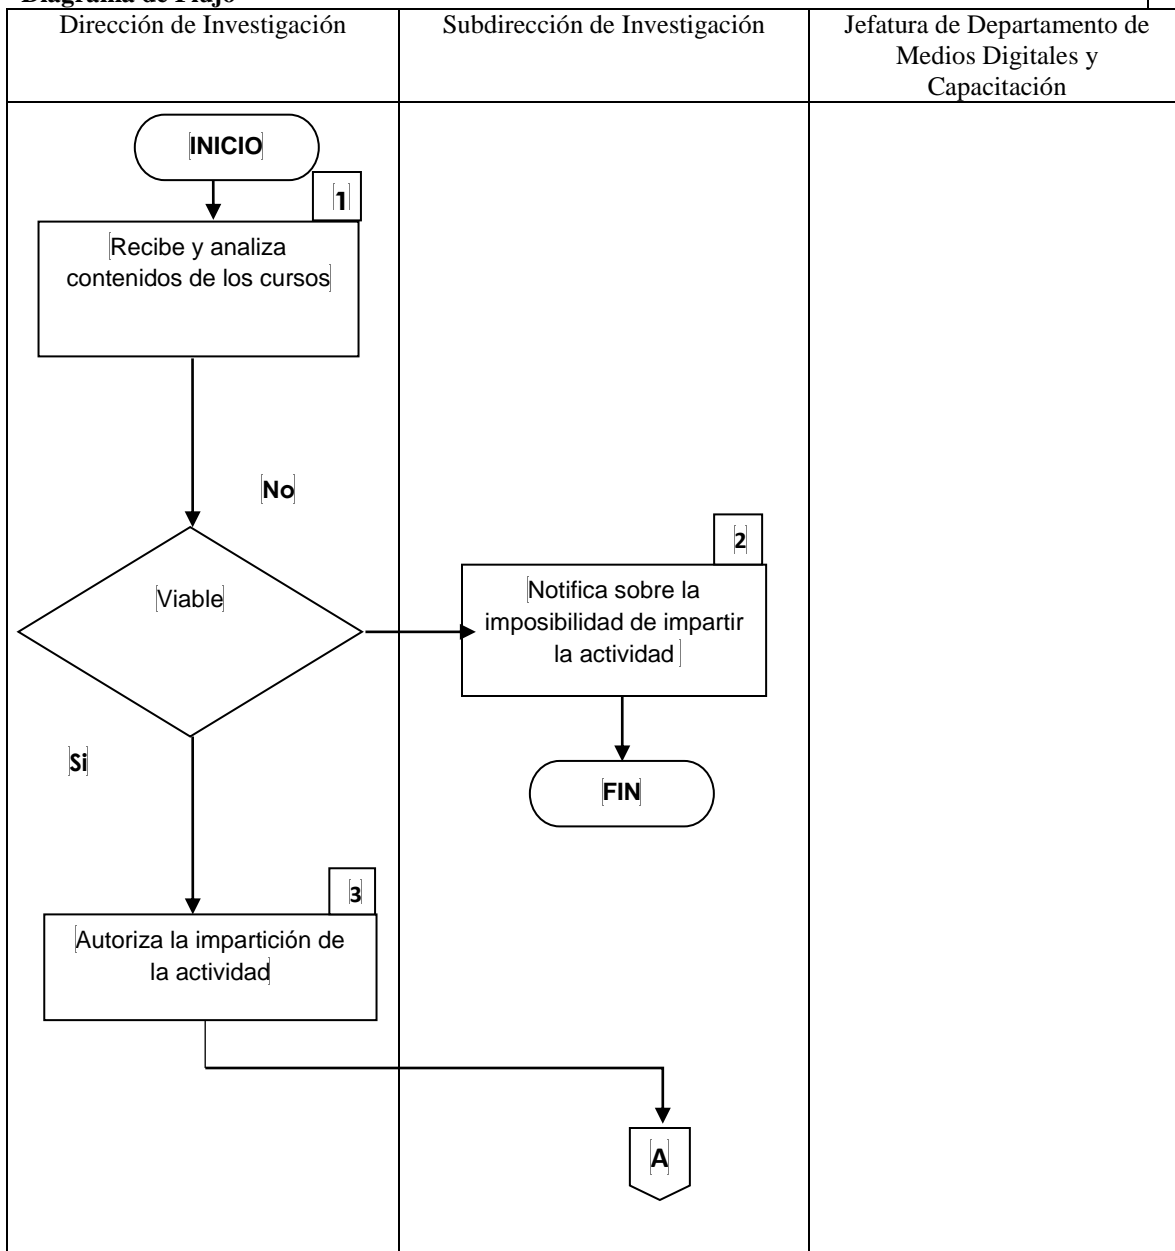 Diagrama de Flujo
Dirección de Investigación
Subdirección de Investigación
Jefatura de Departamento de
Medios Digitales y
Capacitación
INICIO
1
Recibe y analiza
contenidos de los cursos
No
Viable
2
Notifica sobre la
imposibilidad de impartir
la actividad
FIN
Si
3
Autoriza la impartición de
la actividad
A